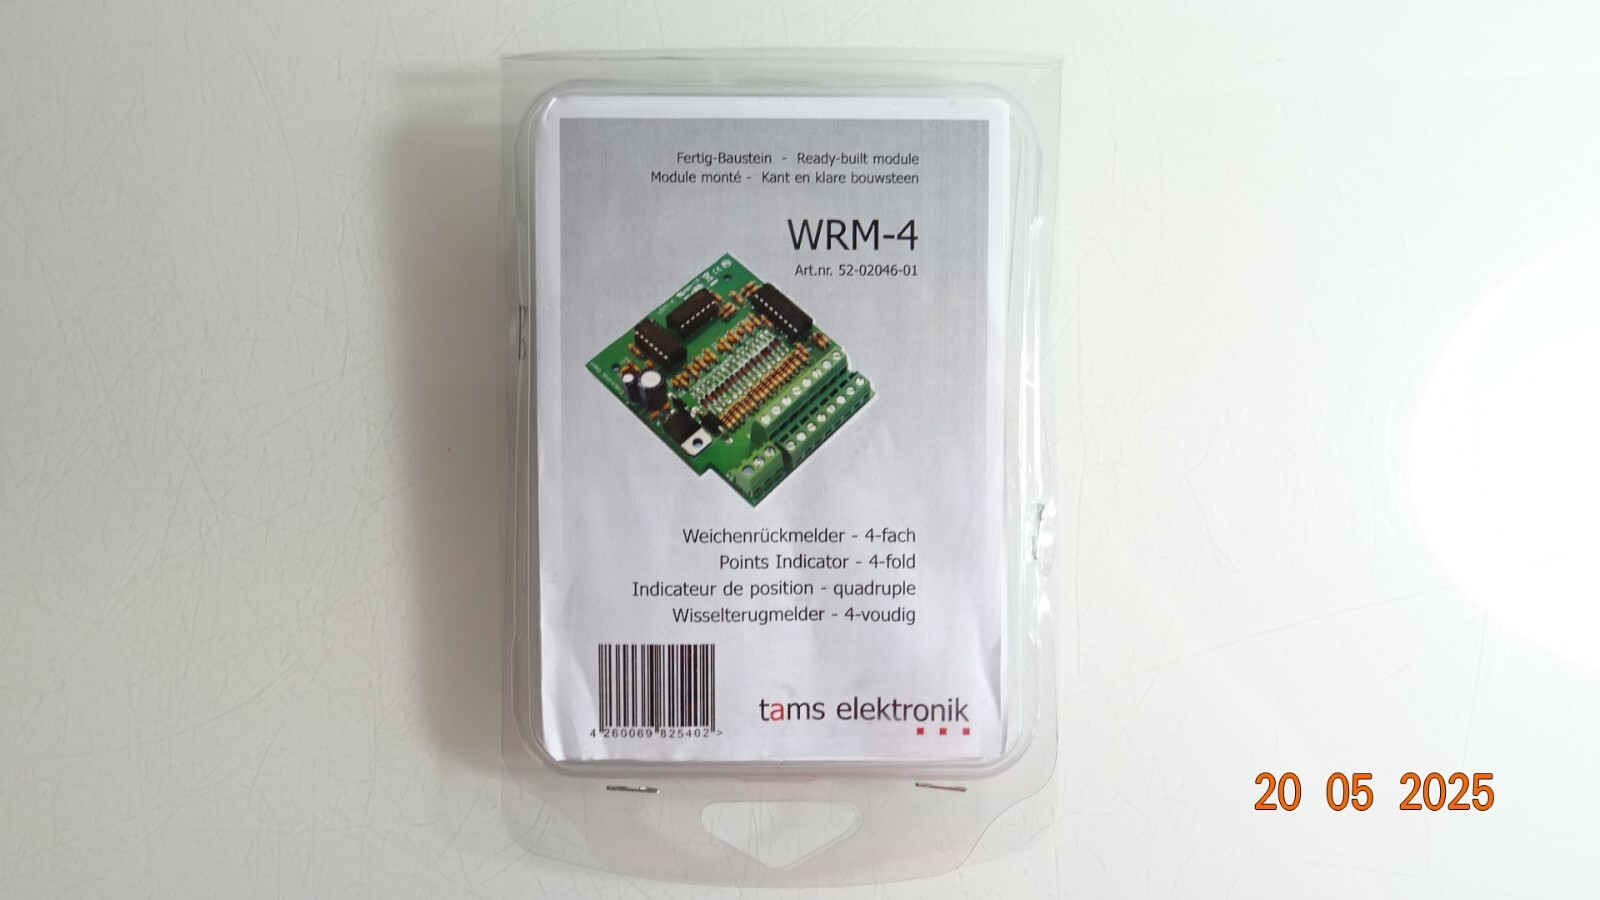 Fertig-Baustein - Ready-built module
Module monté - Kant en klare bouwsteen
WRM-4
Art.nr. 52-02046-01
Weichenrückmelder - 4-fach
Points Indicator - 4-fold
Indicateur de position - quadruple
Wisselterugmelder - 4-voudig
4 260069 825402 >
tams elektronik
20 05 2025